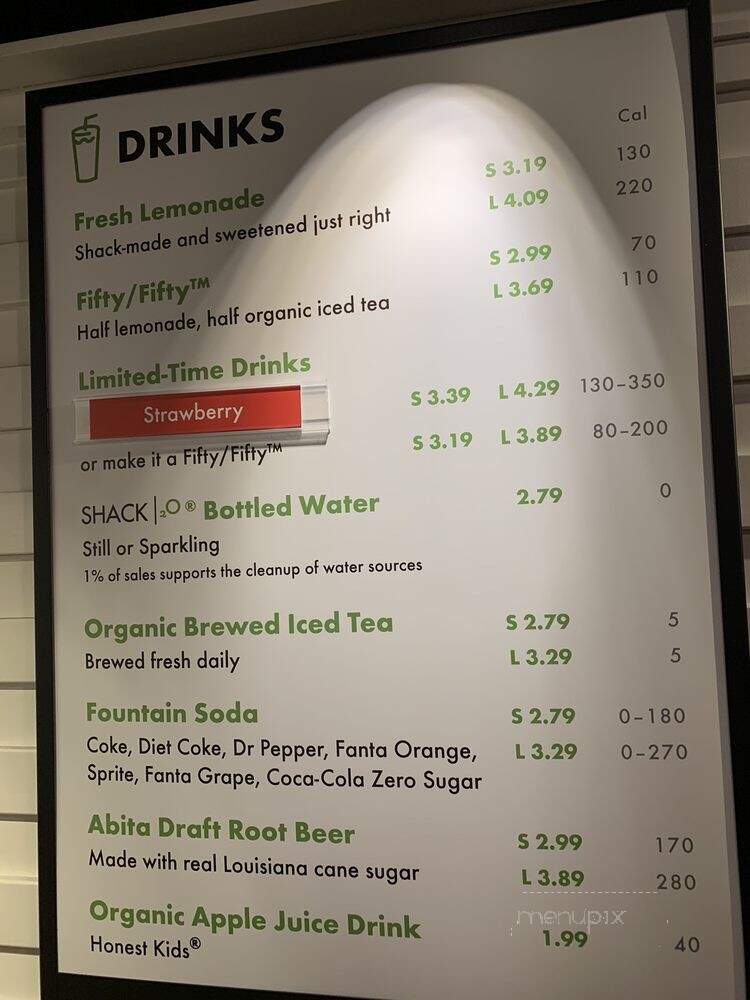 DRINKS
Cal
Fresh Lemonade S 3.19 130
Shack-made and sweetened just right L 4.09 220
Fifty/Fifty™ S 2.99 70
Half lemonade, half organic iced tea L 3.69 110
Limited-Time Drinks
Strawberry S 3.39 L 4.29 130–350
or make it a Fifty/Fifty™ S 3.19 L 3.89 80–200
SHACK|₂O® Bottled Water 2.79 0
Still or Sparkling
1% of sales supports the cleanup of water sources
Organic Brewed Iced Tea S 2.79 5
Brewed fresh daily L 3.29 5
Fountain Soda S 2.79 0–180
Coke, Diet Coke, Dr Pepper, Fanta Orange, L 3.29 0–270
Sprite, Fanta Grape, Coca-Cola Zero Sugar
Abita Draft Root Beer S 2.99 170
Made with real Louisiana cane sugar L 3.89 280
menupix
Organic Apple Juice Drink 1.99 40
Honest Kids®